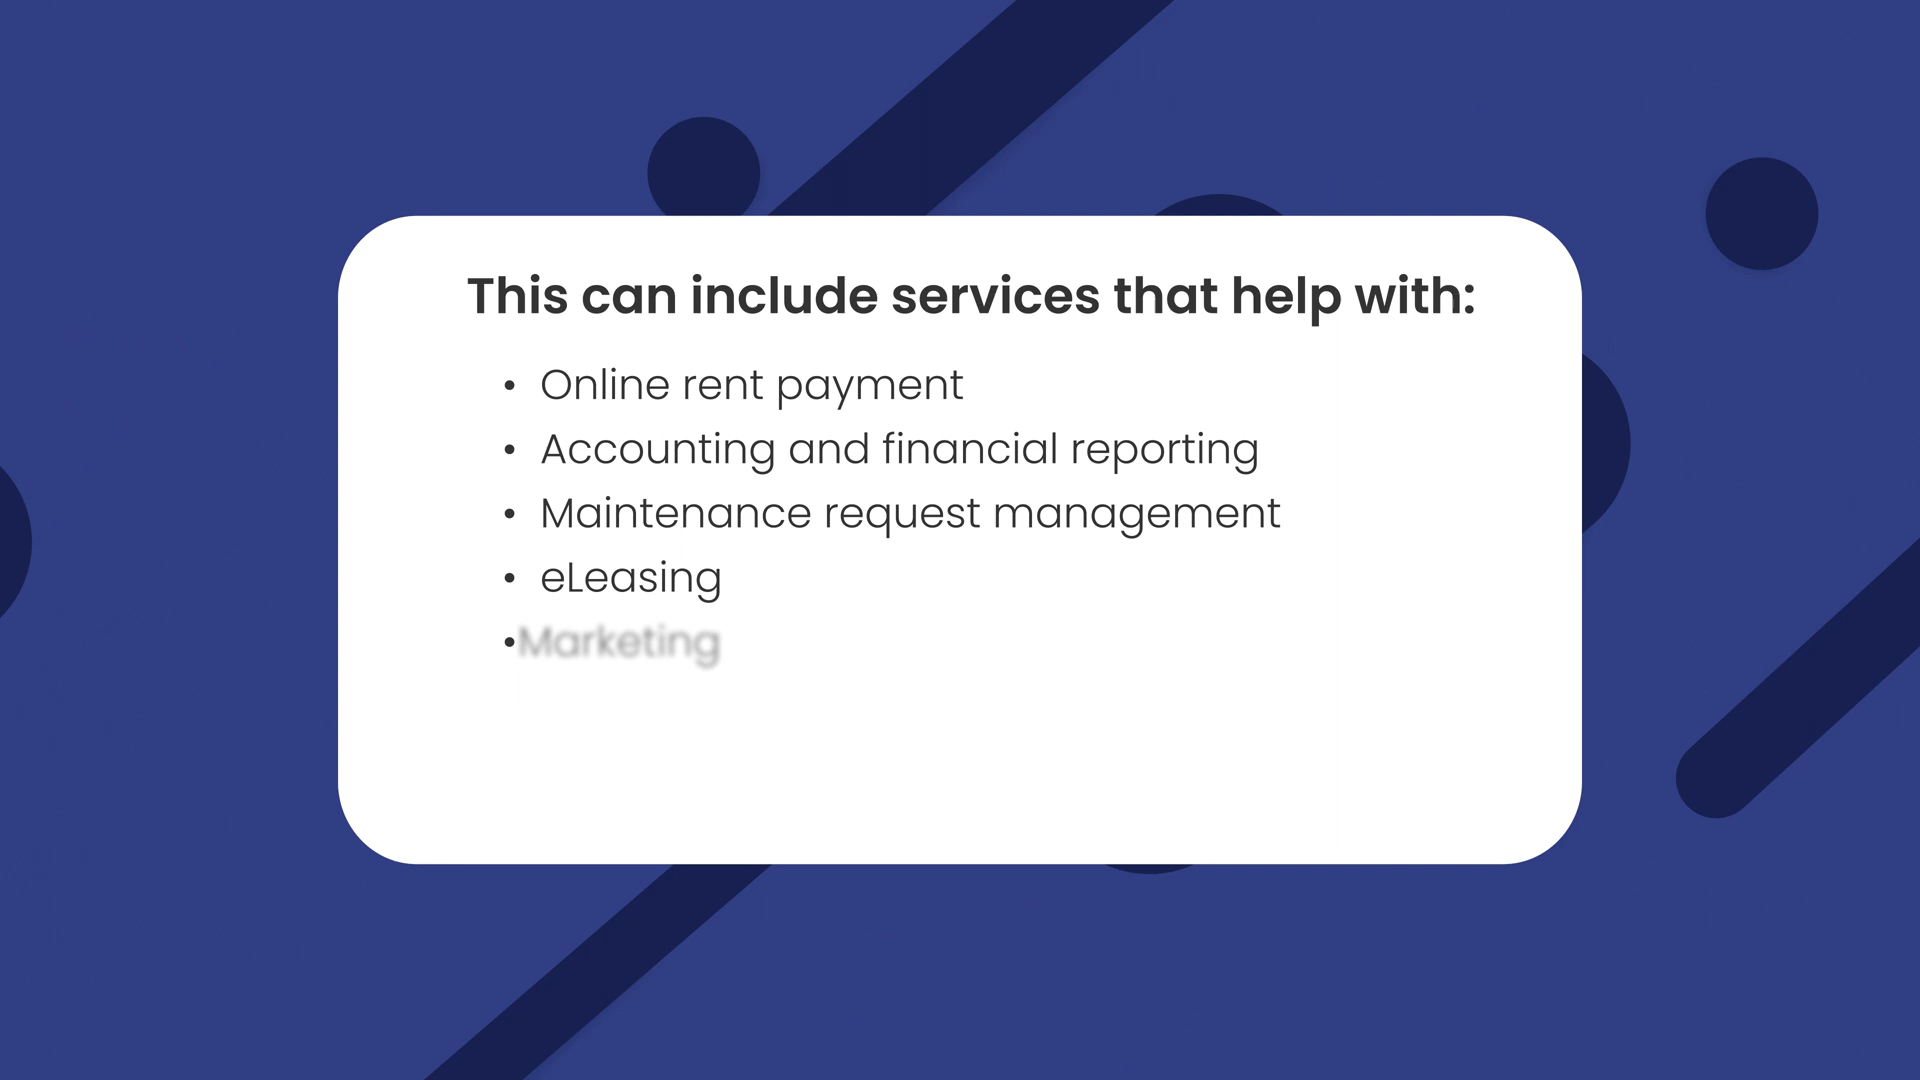 This can include services that help with:
• Online rent payment
• Accounting and financial reporting
• Maintenance request management
• eLeasing
• Marketing